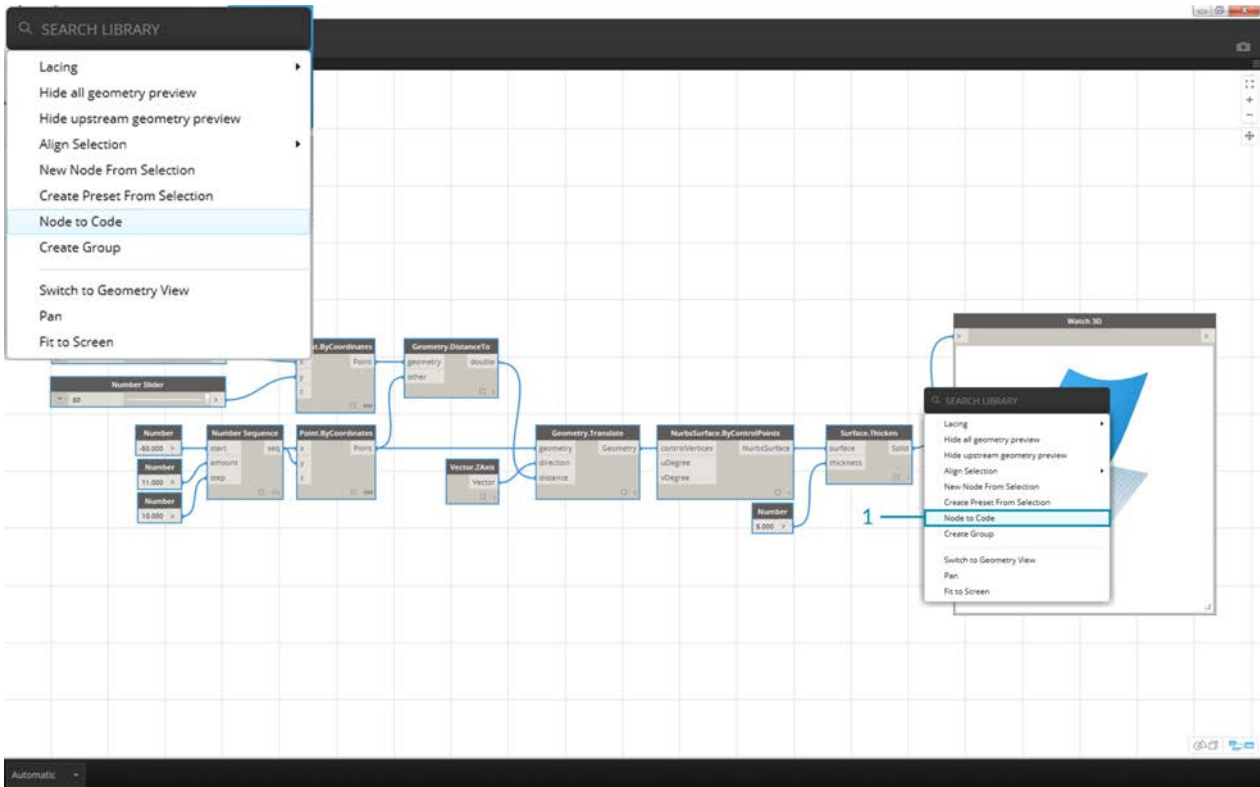 SEARCH LIBRARY
Lacing
Hide all geometry preview
Hide upstream geometry preview
Align Selection
New Node From Selection
Create Preset From Selection
Node to Code
Create Group
Switch to Geometry View
Pan
Fit to Screen
Number Slider
60
nt.ByCoordinates
x
Point
y
z
Geometry.DistanceTo
geometry
double
other
Number
-50.000 >
Number
11.000 >
Number
10.000 >
Number Sequence
start
seq
amount
step
Point.ByCoordinates
x
Point
y
z
Vector.ZAxis
Vector
Geometry.Translate
geometry
Geometry
direction
distance
NurbsSurface.ByControlPoints
controlVertices
NurbsSurface
uDegree
vDegree
Number
5.000 >
Surface.Thicken
surface
Solid
thickness
Watch 3D
>
>
SEARCH LIBRARY
Lacing
Hide all geometry preview
Hide upstream geometry preview
Align Selection
New Node From Selection
Create Preset From Selection
1
Node to Code
Create Group
Switch to Geometry View
Pan
Fit to Screen
Automatic